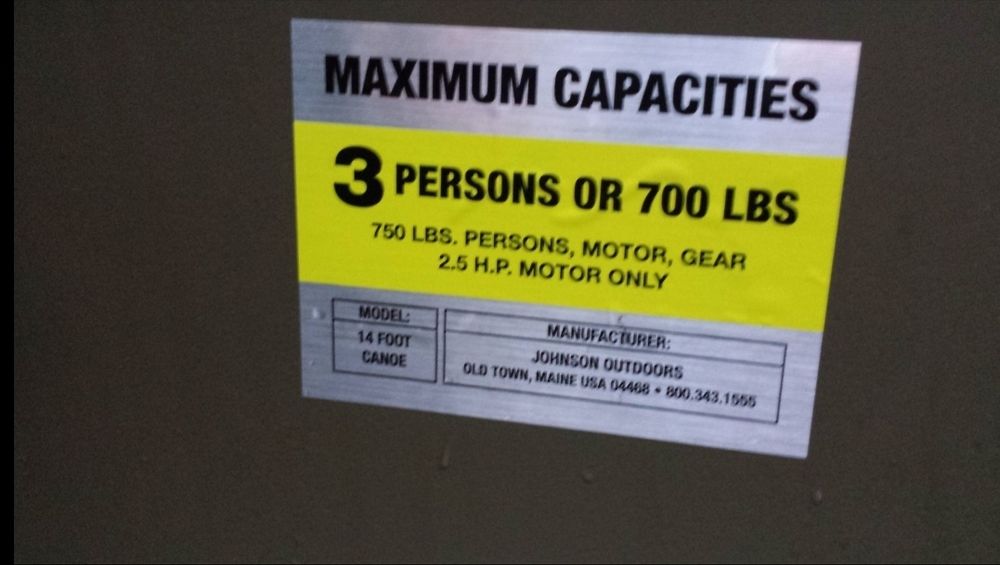 MAXIMUM CAPACITIES
3 PERSONS OR 700 LBS
750 LBS. PERSONS, MOTOR, GEAR
2.5 H.P. MOTOR ONLY
MODEL:
14 FOOT
CANOE
MANUFACTURER:
JOHNSON OUTDOORS
OLD TOWN, MAINE USA 04468 • 800.343.1555